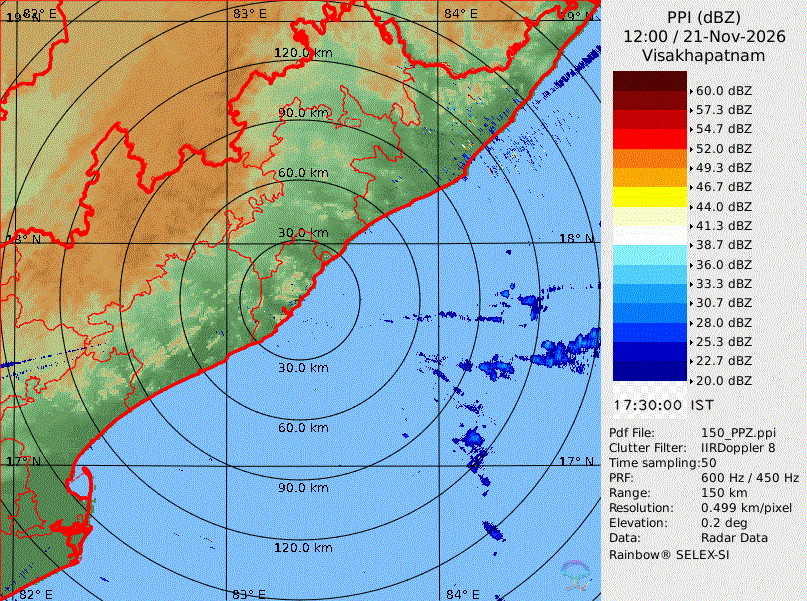 82° E
83° E
84° E
19° N
19° N
120.0 km
90.0 km
60.0 km
30.0 km
18° N
18° N
30.0 km
60.0 km
17° N
17° N
90.0 km
120.0 km
82° E
83° E
84° E
PPI (dBZ)
12:00 / 21-Nov-2026
Visakhapatnam
60.0 dBZ
57.3 dBZ
54.7 dBZ
52.0 dBZ
49.3 dBZ
46.7 dBZ
44.0 dBZ
41.3 dBZ
38.7 dBZ
36.0 dBZ
33.3 dBZ
30.7 dBZ
28.0 dBZ
25.3 dBZ
22.7 dBZ
20.0 dBZ
17:30:00 IST
Pdf File: 150_PPZ.ppi
Clutter Filter: IIRDoppler 8
Time sampling:50
PRF: 600 Hz / 450 Hz
Range: 150 km
Resolution: 0.499 km/pixel
Elevation: 0.2 deg
Data: Radar Data
Rainbow® SELEX-SI